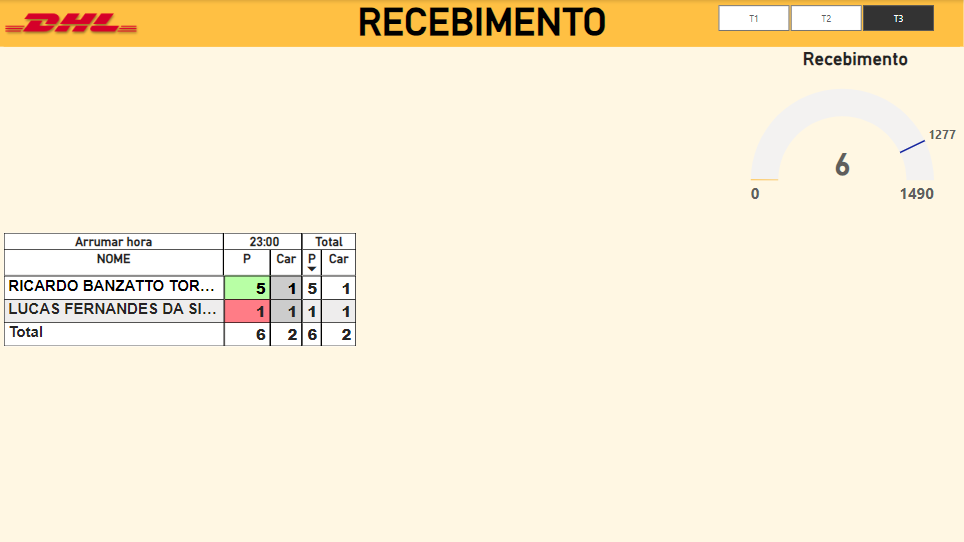 DHL
RECEBIMENTO
T1 T2 T3
Recebimento
1277
6
0 1490
Arrumar hora 23:00 Total
NOME P Car P Car
RICARDO BANZATTO TOR... 5 1 5 1
LUCAS FERNANDES DA SI... 1 1 1 1
Total 6 2 6 2